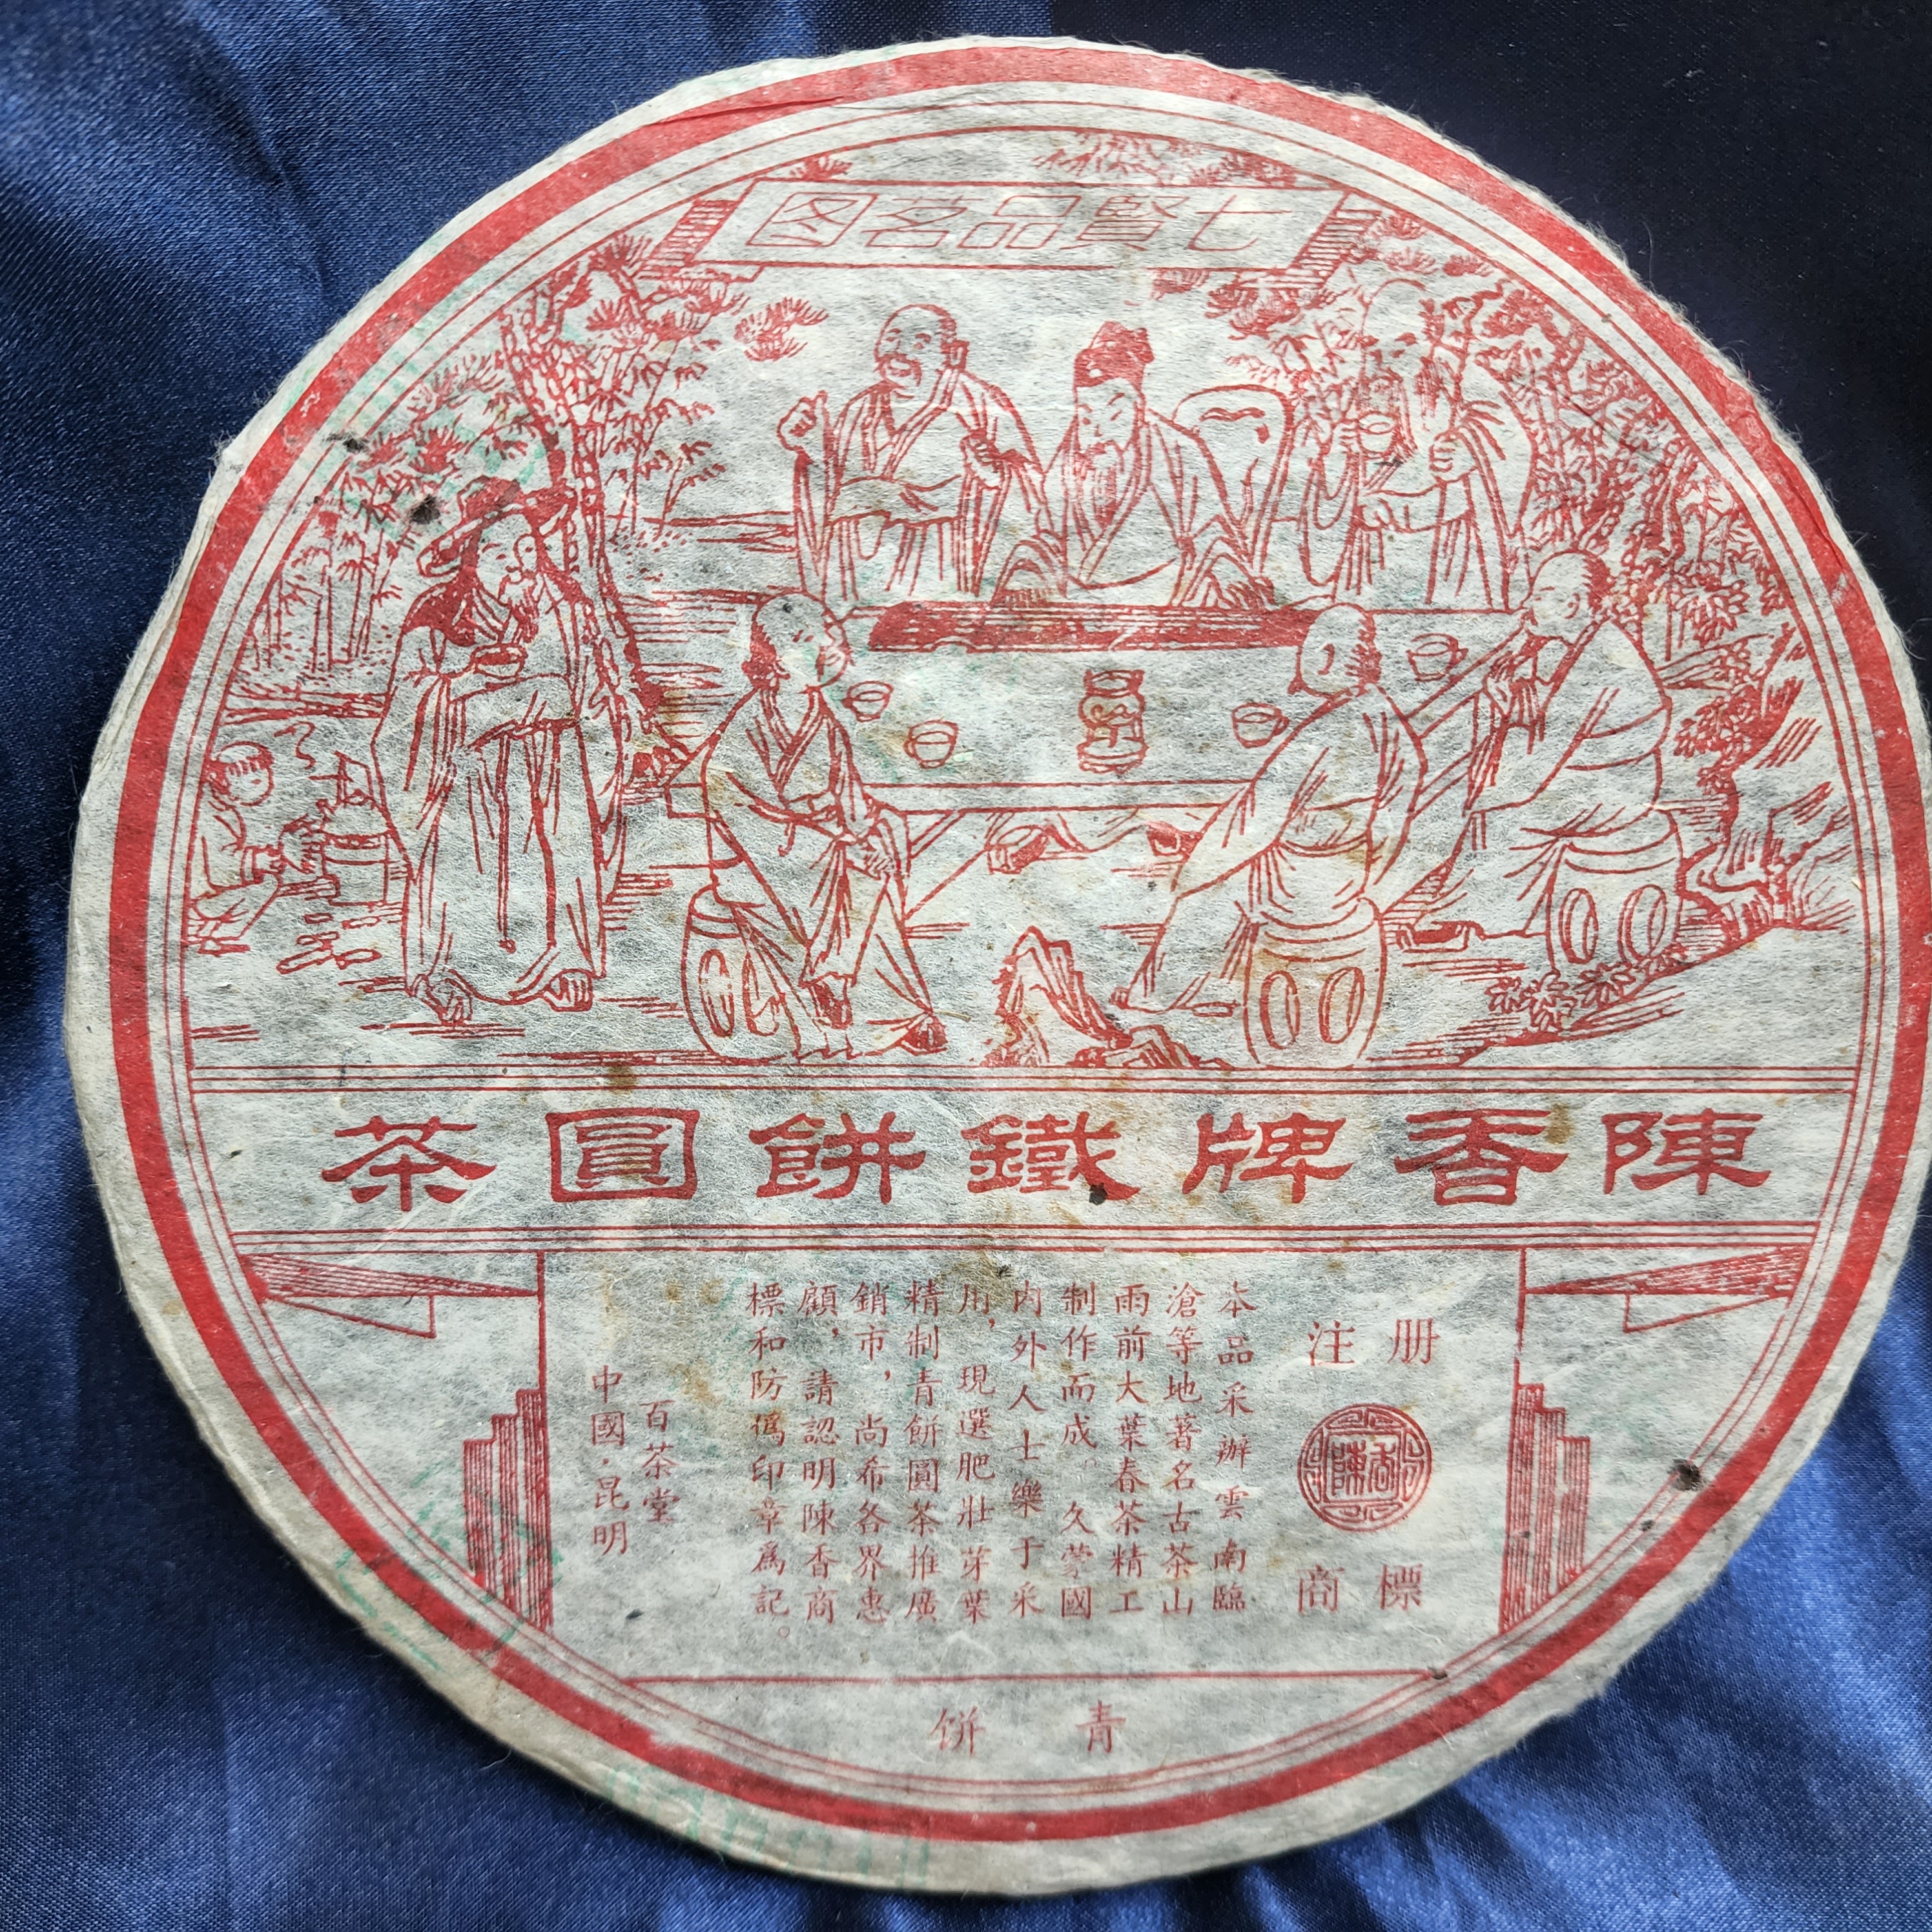 七賢品茗图
陳香牌鐵餅圓茶
注册
陳香
商標
本品采辦雲南臨
滄等地著名古茶山
雨前大葉春茶精工
制作而成。久蒙國
内外人士樂于采
用，現選肥壯芽葉
精制青餅圓茶推廣
銷市，尚希各界惠
顧，請認明陳香商
標和防僞印章爲記。
百茶堂
中國·昆明
青餅